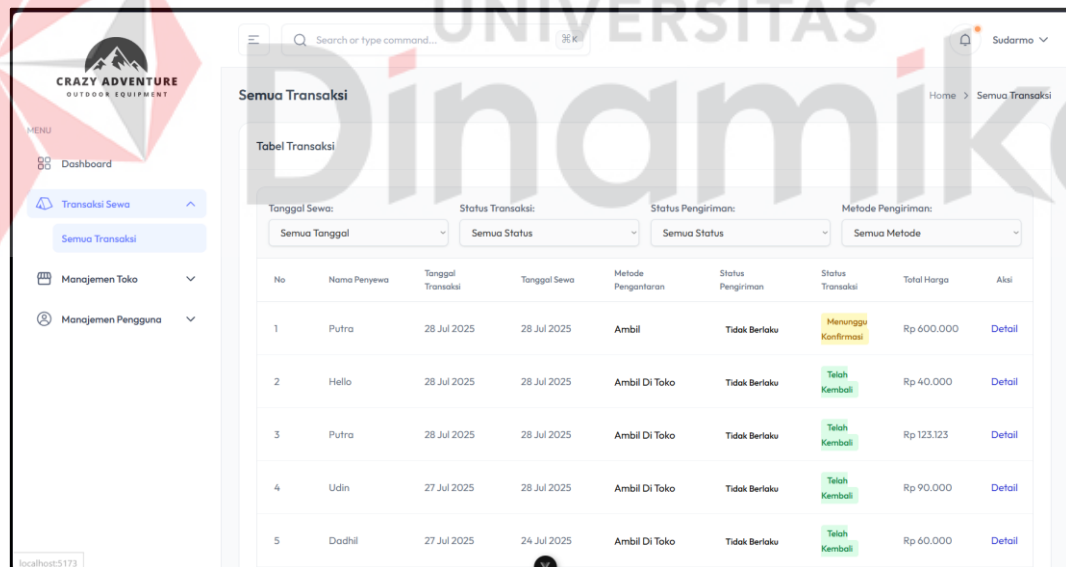 UNIVERSITAS
Dinamika
CRAZY ADVENTURE
OUTDOOR EQUIPMENT
Search or type command...
⌘K
Sudarmo
Semua Transaksi
Home > Semua Transaksi
MENU
Dashboard
Transaksi Sewa
Semua Transaksi
Manajemen Toko
Manajemen Pengguna
Tabel Transaksi
Tanggal Sewa: Status Transaksi: Status Pengiriman: Metode Pengiriman:
Semua Tanggal Semua Status Semua Status Semua Metode
No Nama Penyewa Tanggal Transaksi Tanggal Sewa Metode Pengantaran Status Pengiriman Status Transaksi Total Harga Aksi
1 Putra 28 Jul 2025 28 Jul 2025 Ambil Tidak Berlaku Menunggu Konfirmasi Rp 600.000 Detail
2 Hello 28 Jul 2025 28 Jul 2025 Ambil Di Toko Tidak Berlaku Telah Kembali Rp 40.000 Detail
3 Putra 28 Jul 2025 28 Jul 2025 Ambil Di Toko Tidak Berlaku Telah Kembali Rp 123.123 Detail
4 Udin 27 Jul 2025 28 Jul 2025 Ambil Di Toko Tidak Berlaku Telah Kembali Rp 90.000 Detail
5 Dadhil 27 Jul 2025 24 Jul 2025 Ambil Di Toko Tidak Berlaku Telah Kembali Rp 60.000 Detail
localhost:5173